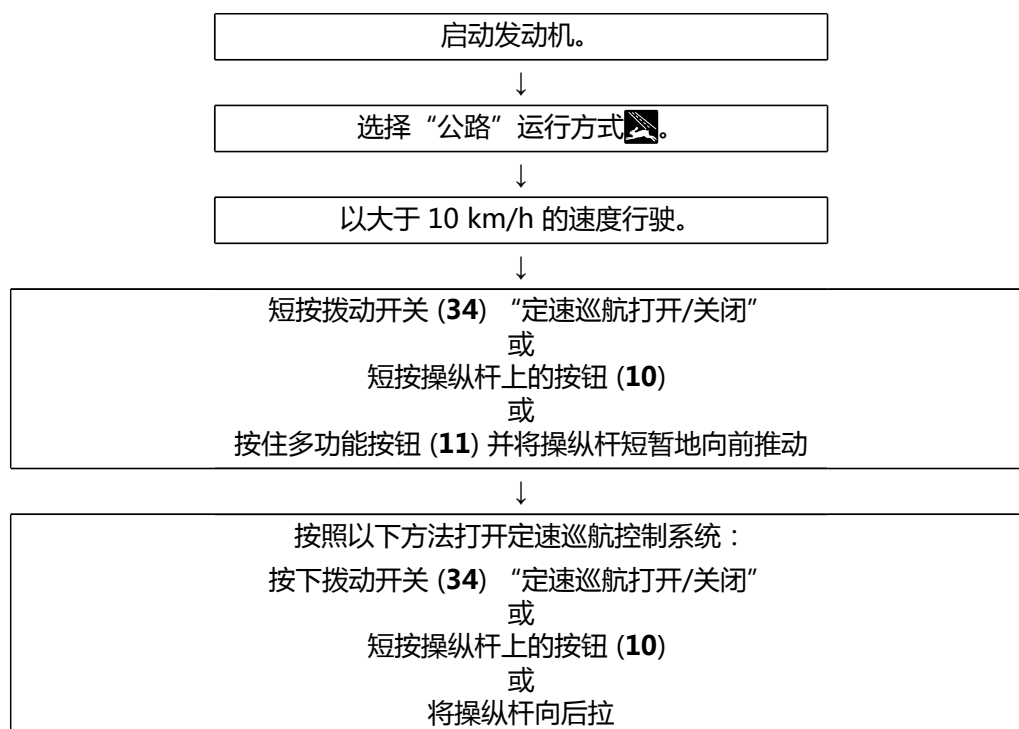 启动发动机。
↓
选择“公路”运行方式。
↓
以大于 10 km/h 的速度行驶。
↓
短按拨动开关 (34) “定速巡航打开/关闭”
或
短按操纵杆上的按钮 (10)
或
按住多功能按钮 (11) 并将操纵杆短暂地向前推动
↓
按照以下方法打开定速巡航控制系统：
按下拨动开关 (34) “定速巡航打开/关闭”
或
短按操纵杆上的按钮 (10)
或
将操纵杆向后拉